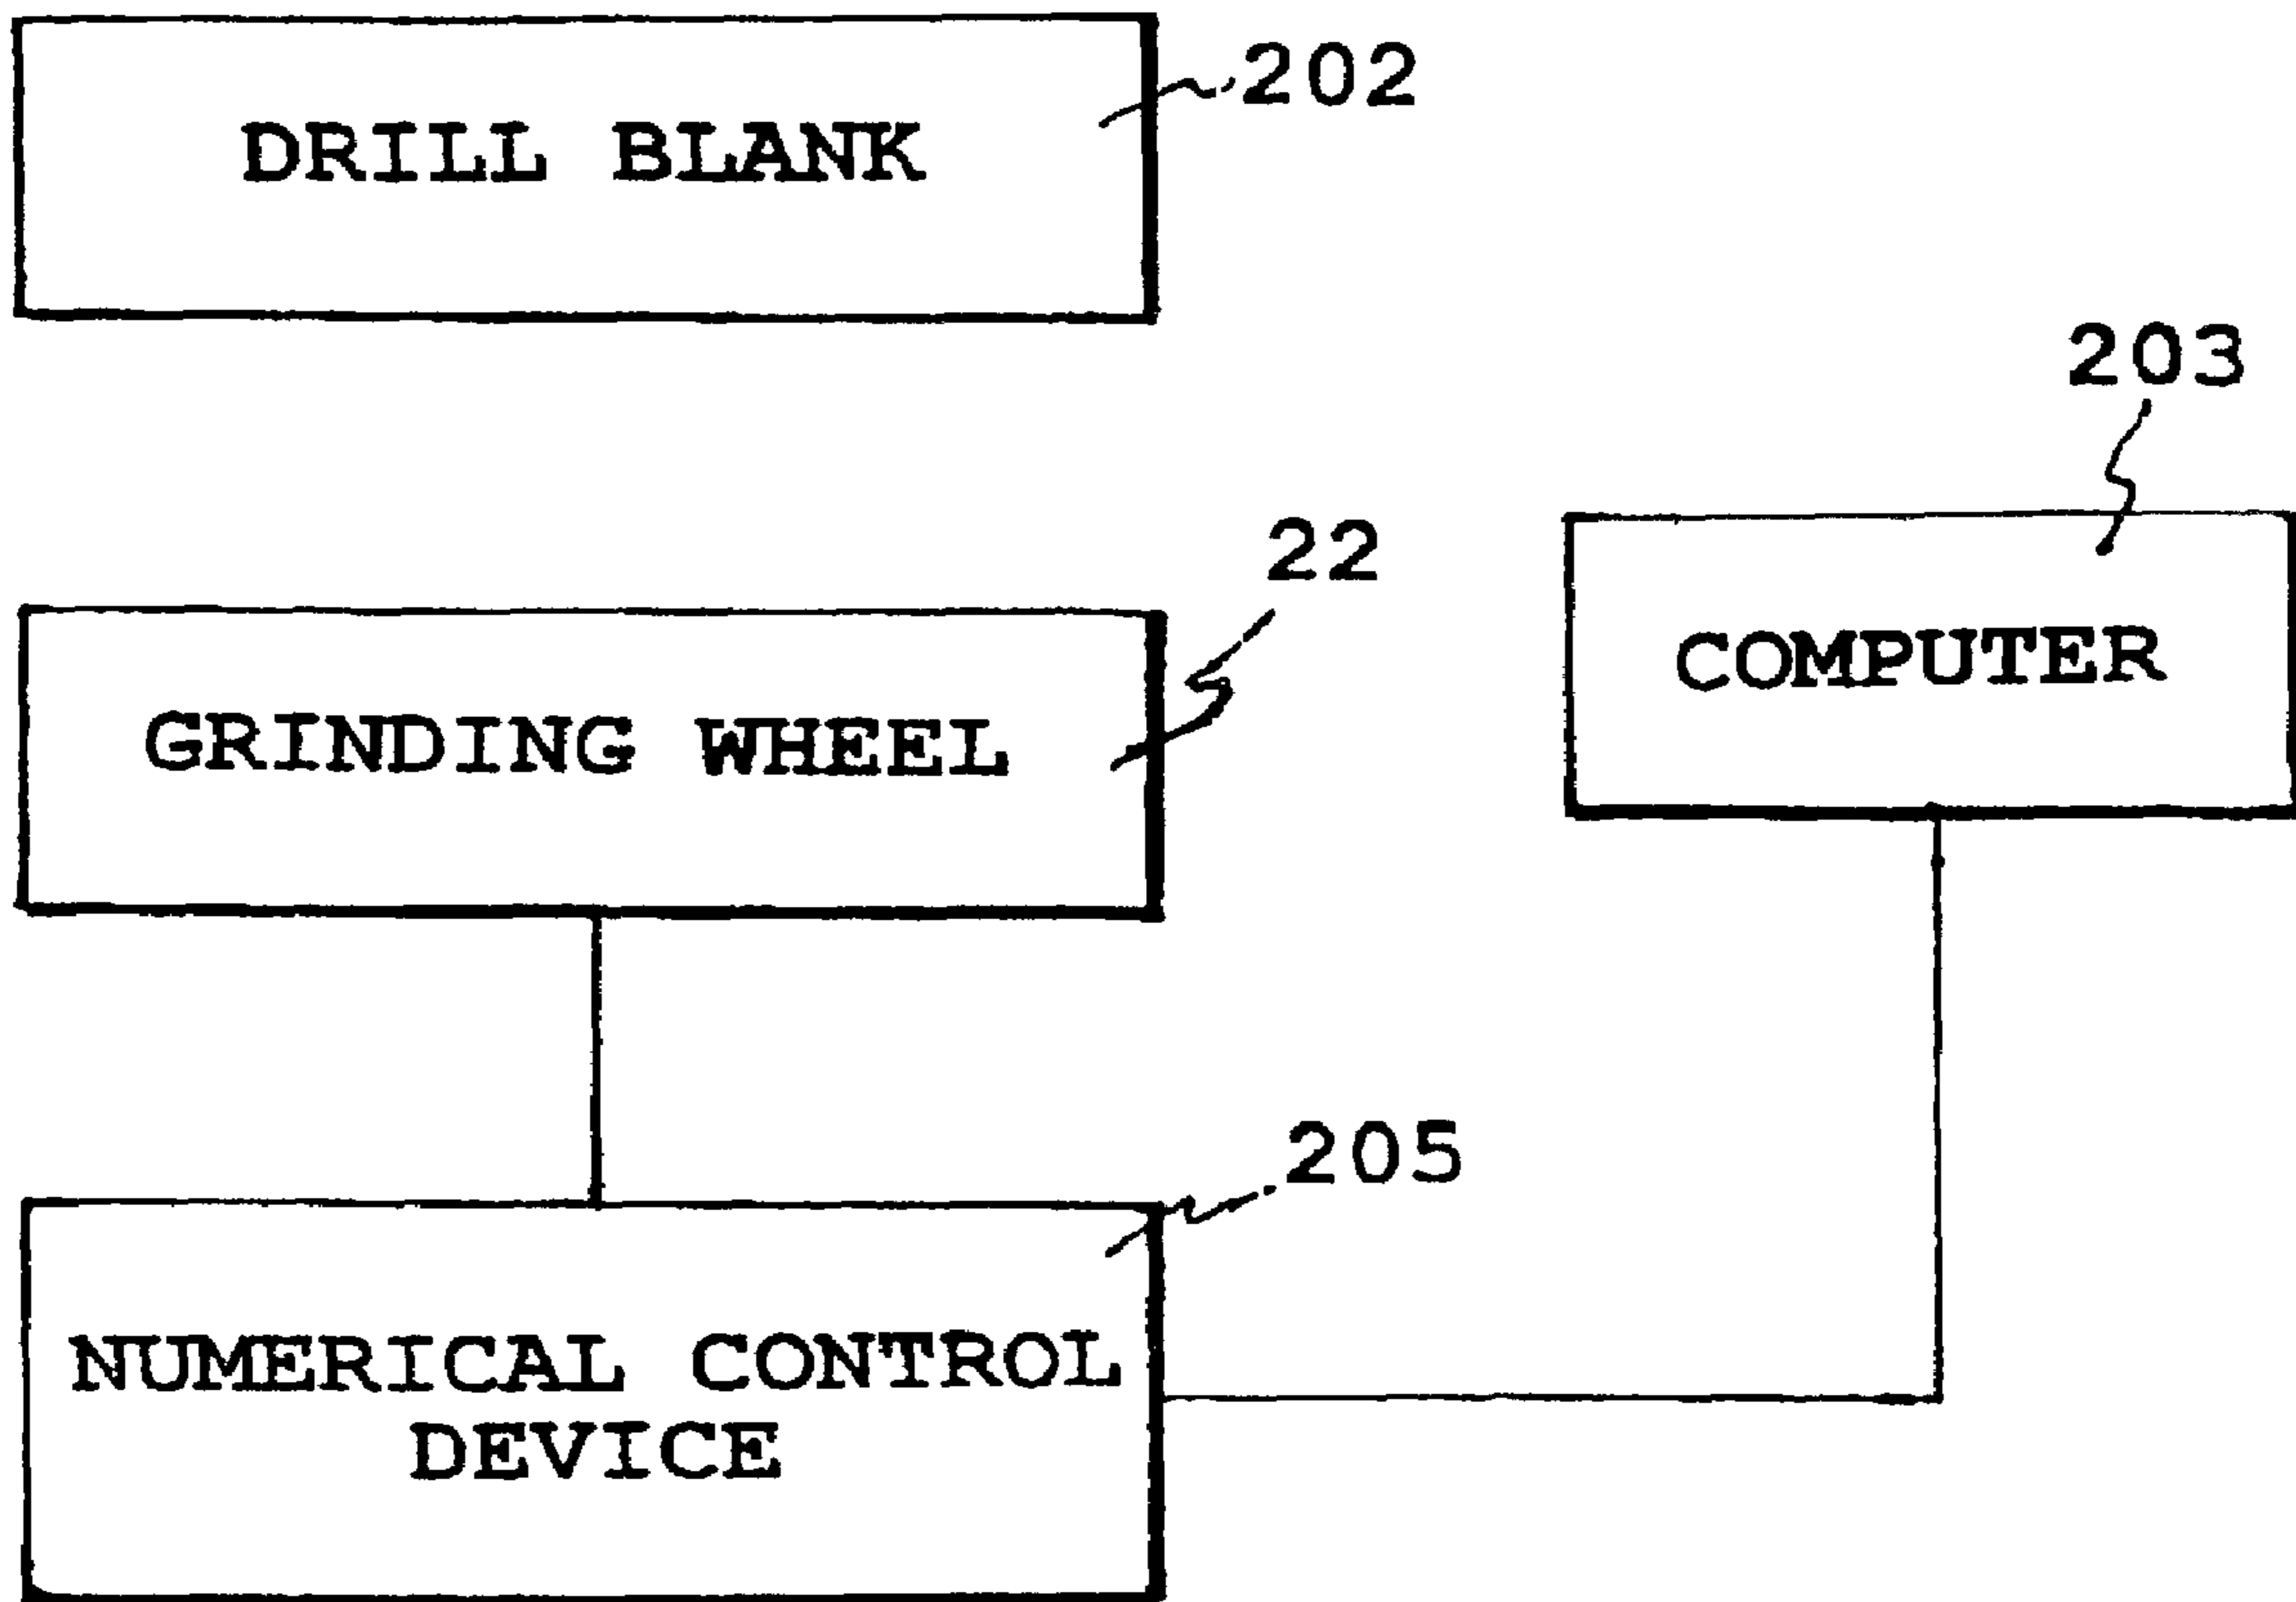 202
DRILL BLANK
203
22
COMPUTER
GRINDING WHEEL
205
NUMERICAL CONTROL
DEVICE